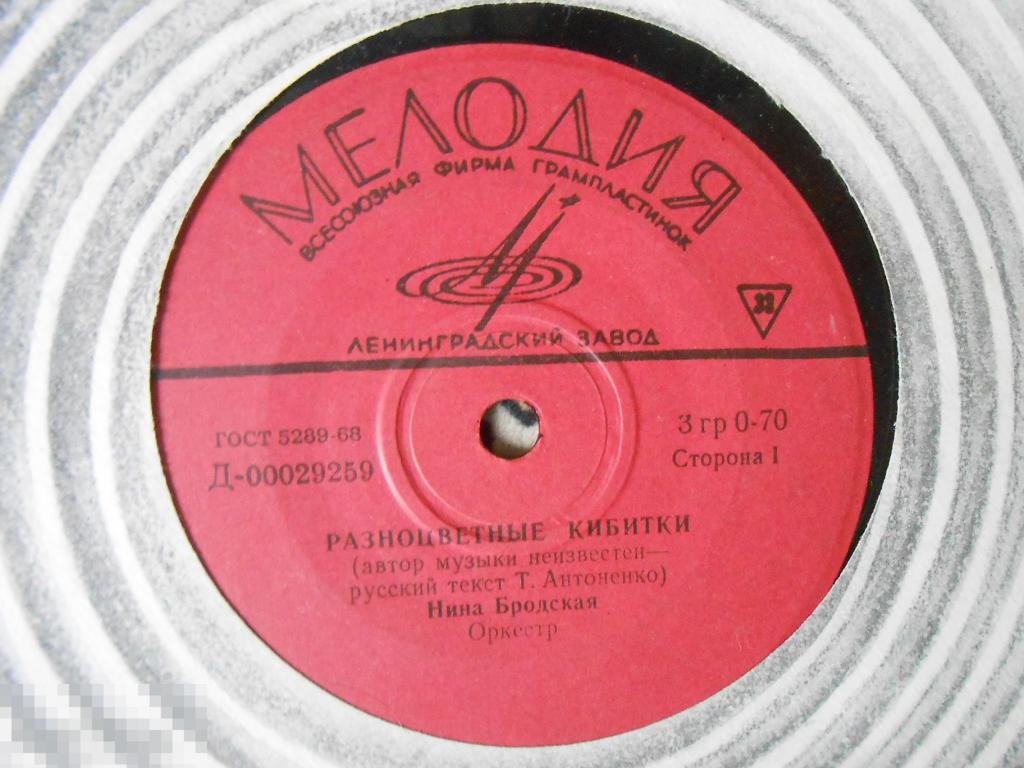 МЕЛОДИЯ
ВСЕСОЮЗНАЯ ФИРМА ГРАМПЛАСТИНОК
33
ЛЕНИНГРАДСКИЙ ЗАВОД
ГОСТ 5289-68
Д-00029259
3 гр 0-70
Сторона I
РАЗНОЦВЕТНЫЕ КИБИТКИ
(автор музыки неизвестен—
русский текст Т. Антоненко)
Нина Бродская
Оркестр